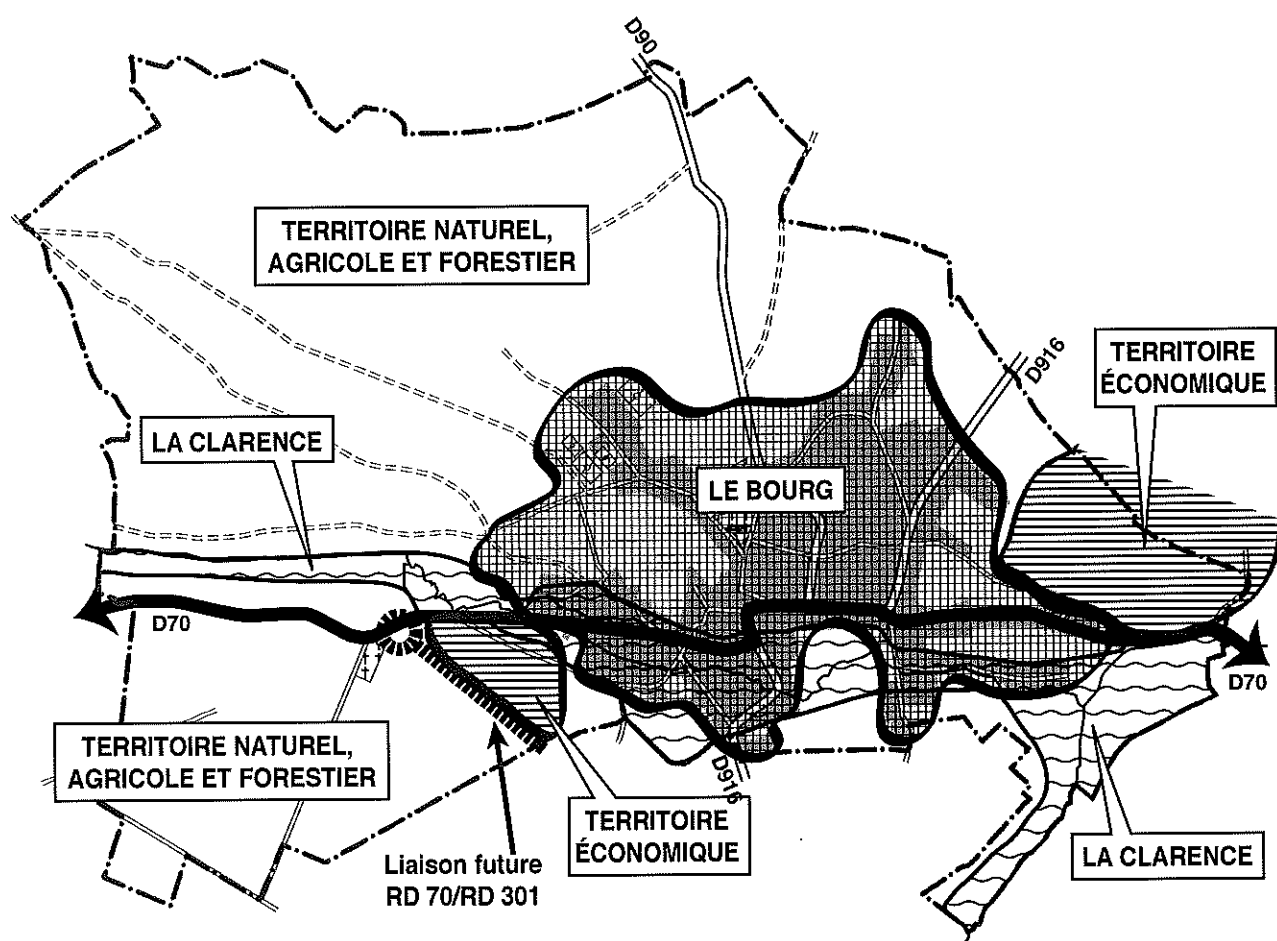 D90
TERRITOIRE NATUREL,
AGRICOLE ET FORESTIER
D916
TERRITOIRE
ÉCONOMIQUE
LA CLARENCE
LE BOURG
D70
D70
TERRITOIRE NATUREL,
AGRICOLE ET FORESTIER
D916
TERRITOIRE
ÉCONOMIQUE
LA CLARENCE
Liaison future
RD 70/RD 301